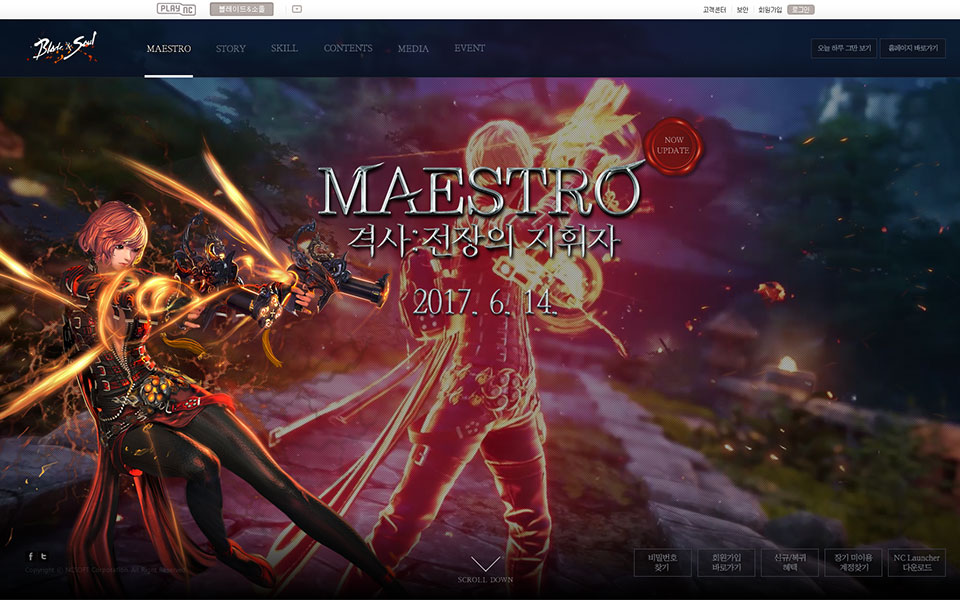 PLAY NC
블레이드&소울
고객센터
보안
회원가입
로그인
Blade & Soul
MAESTRO
STORY
SKILL
CONTENTS
MEDIA
EVENT
오늘 하루 그만 보기
홈페이지 바로가기
NOW
UPDATE
MAESTRO
격사:전장의 지휘자
2017. 6. 14.
SCROLL DOWN
비밀번호
찾기
회원가입
바로가기
신규/복귀
혜택
장기 미이용
계정찾기
NC Launcher
다운로드
f
Copyright © NCSOFT Corporation. All Right Reserved.